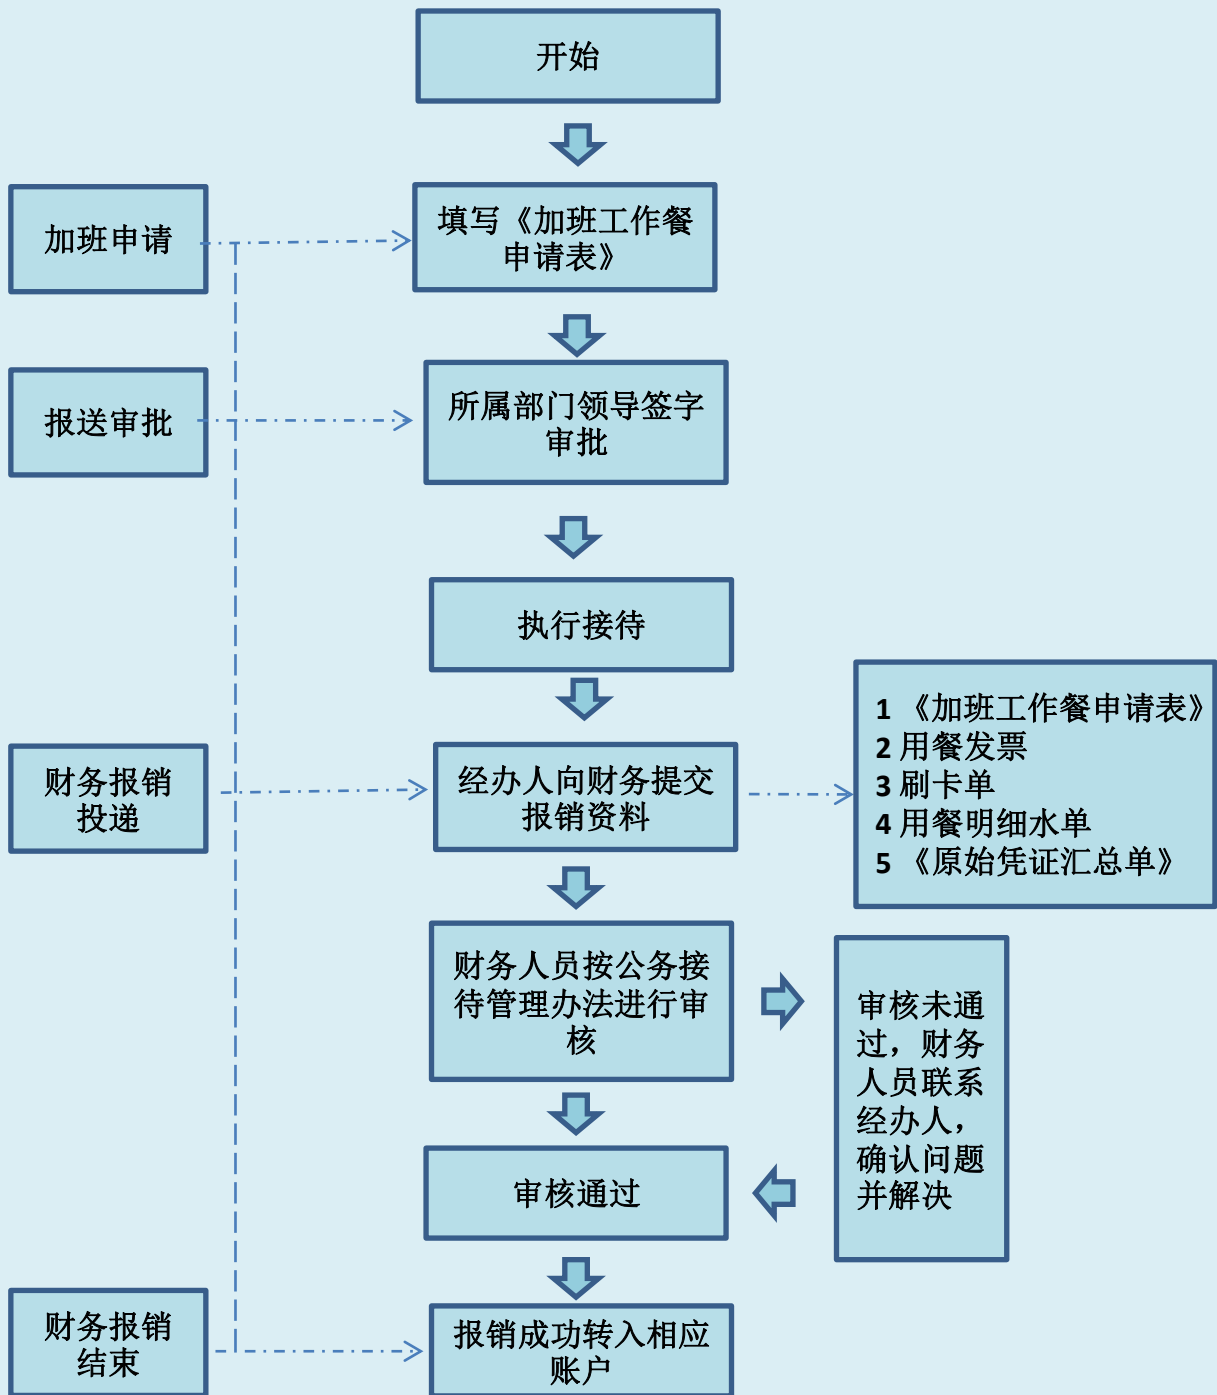 开始
加班申请
填写《加班工作餐
申请表》
报送审批
所属部门领导签字
审批
执行接待
财务报销
投递
经办人向财务提交
报销资料
1 《加班工作餐申请表》
2 用餐发票
3 刷卡单
4 用餐明细水单
5 《原始凭证汇总单》
财务人员按公务接
待管理办法进行审
核
审核未通
过，财务
人员联系
经办人，
确认问题
并解决
审核通过
财务报销
结束
报销成功转入相应
账户